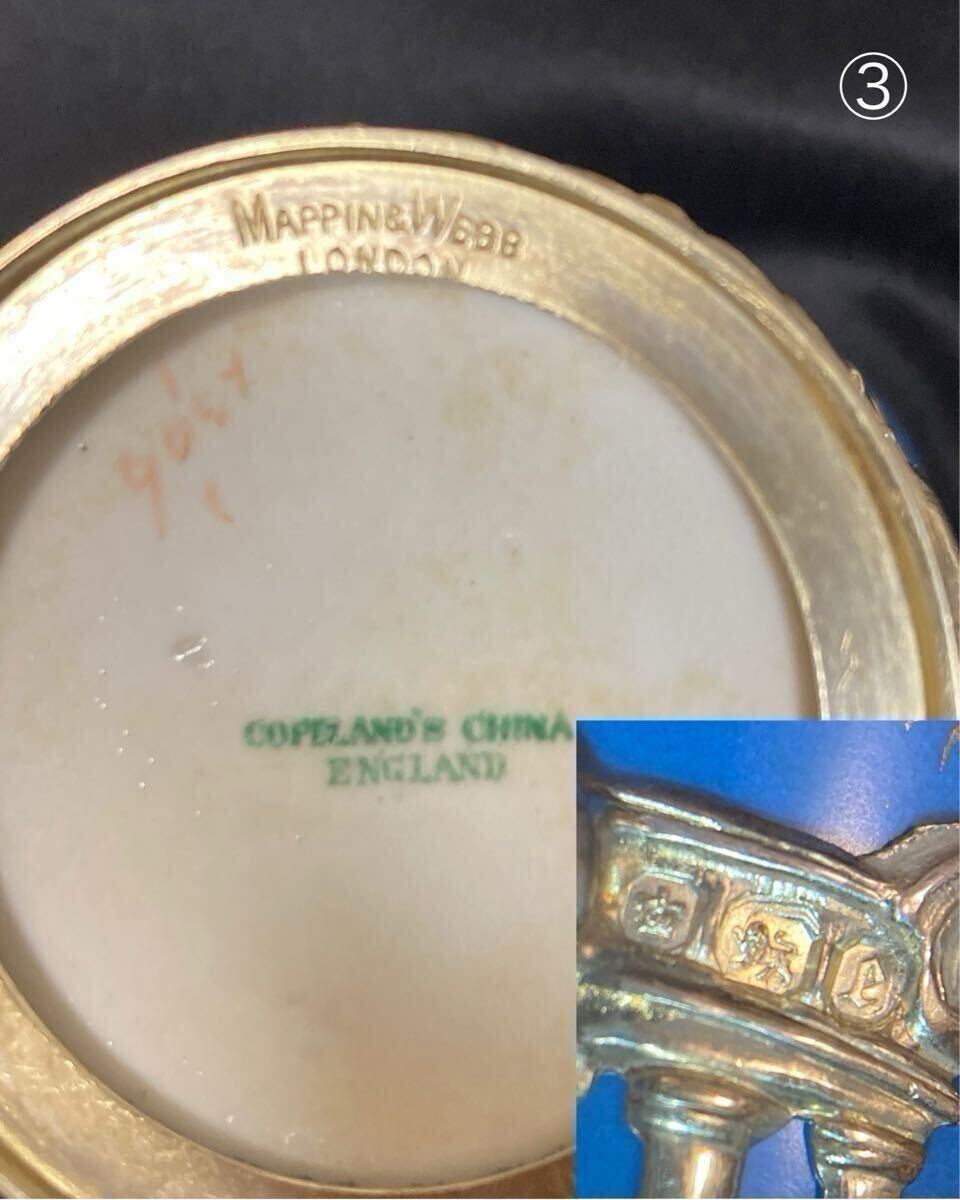 ③
MAPPIN & WEBB
LONDON
COPELAND'S CHINA
ENGLAND